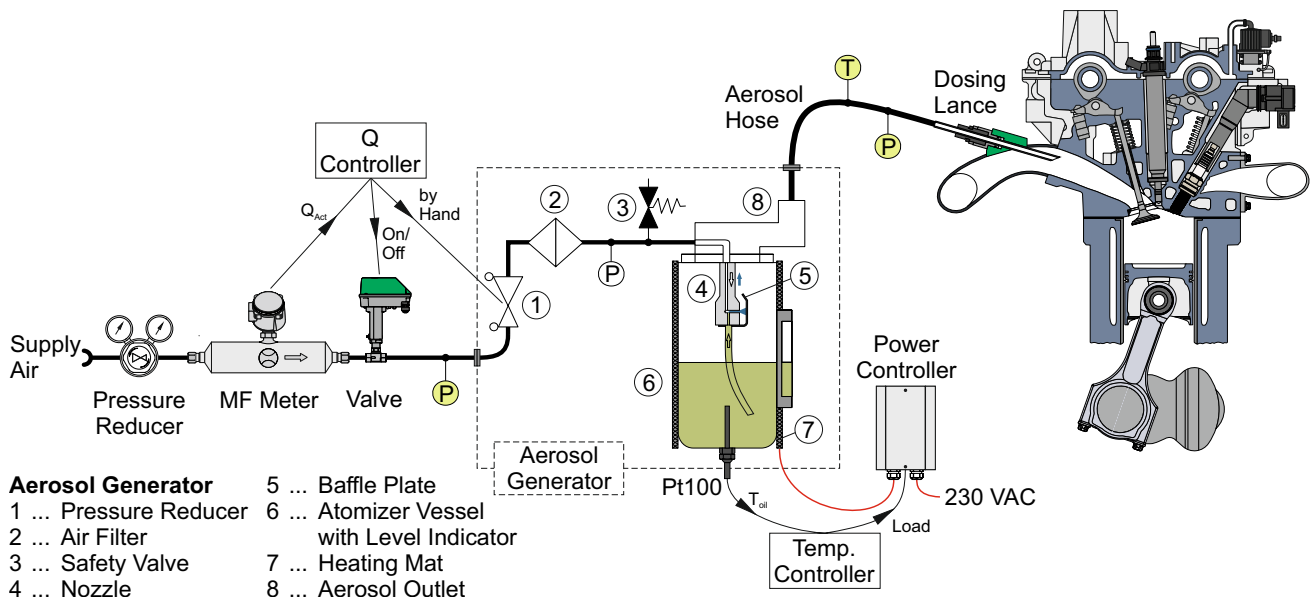 T
Dosing
Lance
Aerosol
Hose
P
Q
Controller
Q_Act
by
Hand
On/
Off
2
3
8
P
1
4
5
Supply
Air
Pressure
Reducer
MF Meter
Valve
P
6
7
Power
Controller
Aerosol
Generator
Pt100
T_oil
230 VAC
Load
Temp.
Controller
Aerosol Generator
1 ... Pressure Reducer
2 ... Air Filter
3 ... Safety Valve
4 ... Nozzle
5 ... Baffle Plate
6 ... Atomizer Vessel
with Level Indicator
7 ... Heating Mat
8 ... Aerosol Outlet